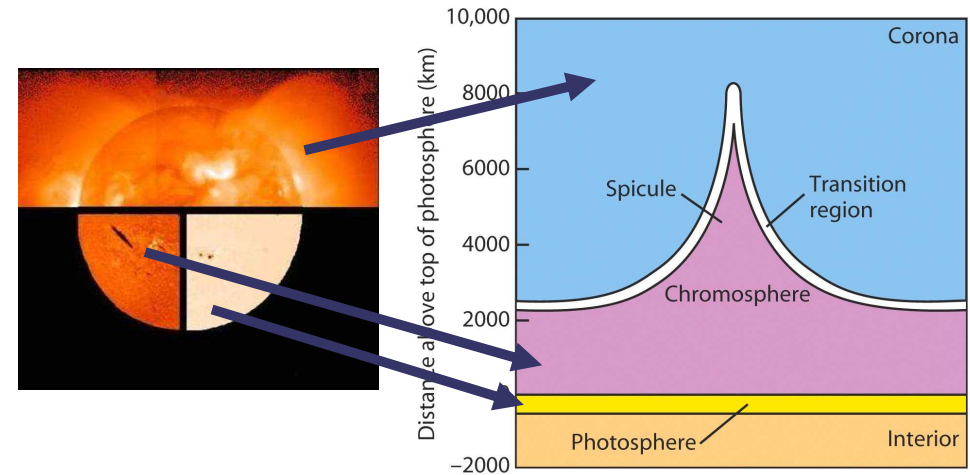 10,000
Corona
8000
6000
Spicule
Transition
region
4000
Chromosphere
2000
Distance above top of photosphere (km)
Photosphere
Interior
–2000